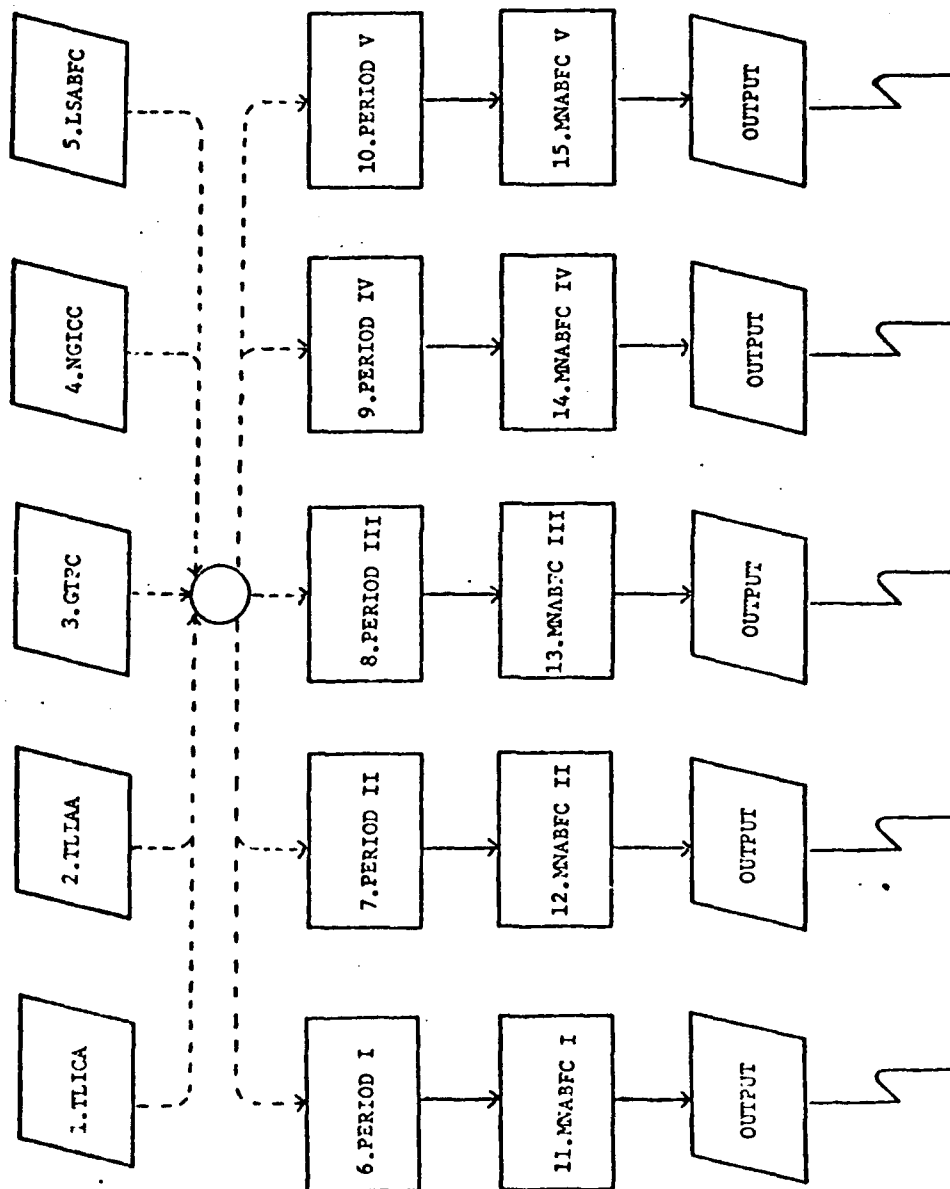 1.TLICA
2.TLIAA
3.GTPC
4.NGICC
5.LSABFC
6.PERIOD I
7.PERIOD II
8.PERIOD III
9.PERIOD IV
10.PERIOD V
11.MNABFC I
12.MNABFC II
13.MNABFC III
14.MNABFC IV
15.MNABFC V
OUTPUT
OUTPUT
OUTPUT
OUTPUT
OUTPUT